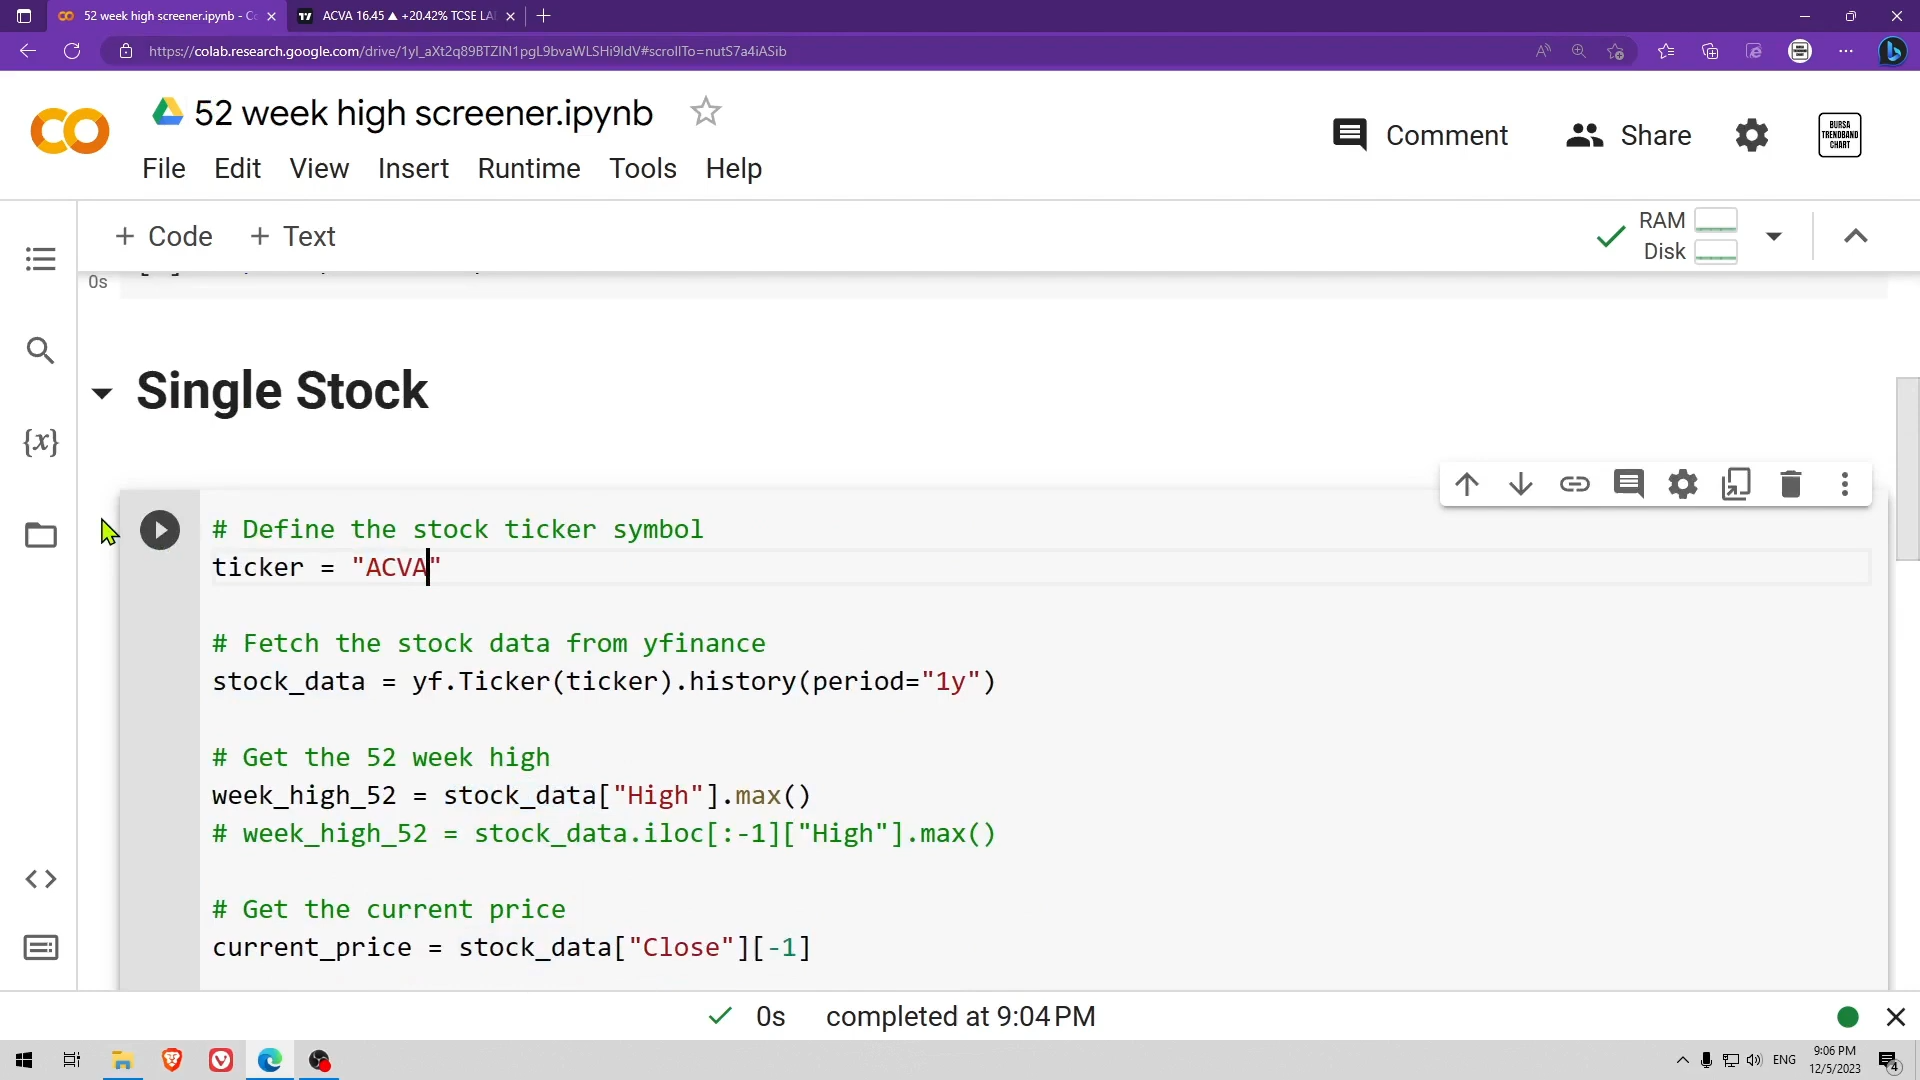 52 week high screener.ipynb - Co
ACVA 16.45 ▲ +20.42% TCSE LA
https://colab.research.google.com/drive/1yl_aXt2q89BTZIN1pgL9bvaWLSHi9ldV#scrollTo=nutS7a4iASib
52 week high screener.ipynb
Comment
Share
BURSA
TRENDBAND
CHART
File Edit View Insert Runtime Tools Help
+ Code + Text
RAM
Disk
0s
Single Stock
{x}
# Define the stock ticker symbol
ticker = "ACVA"
# Fetch the stock data from yfinance
stock_data = yf.Ticker(ticker).history(period="1y")
# Get the 52 week high
week_high_52 = stock_data["High"].max()
# week_high_52 = stock_data.iloc[:-1]["High"].max()
# Get the current price
current_price = stock_data["Close"][-1]
0s completed at 9:04 PM
ENG
9:06 PM
12/5/2023
4